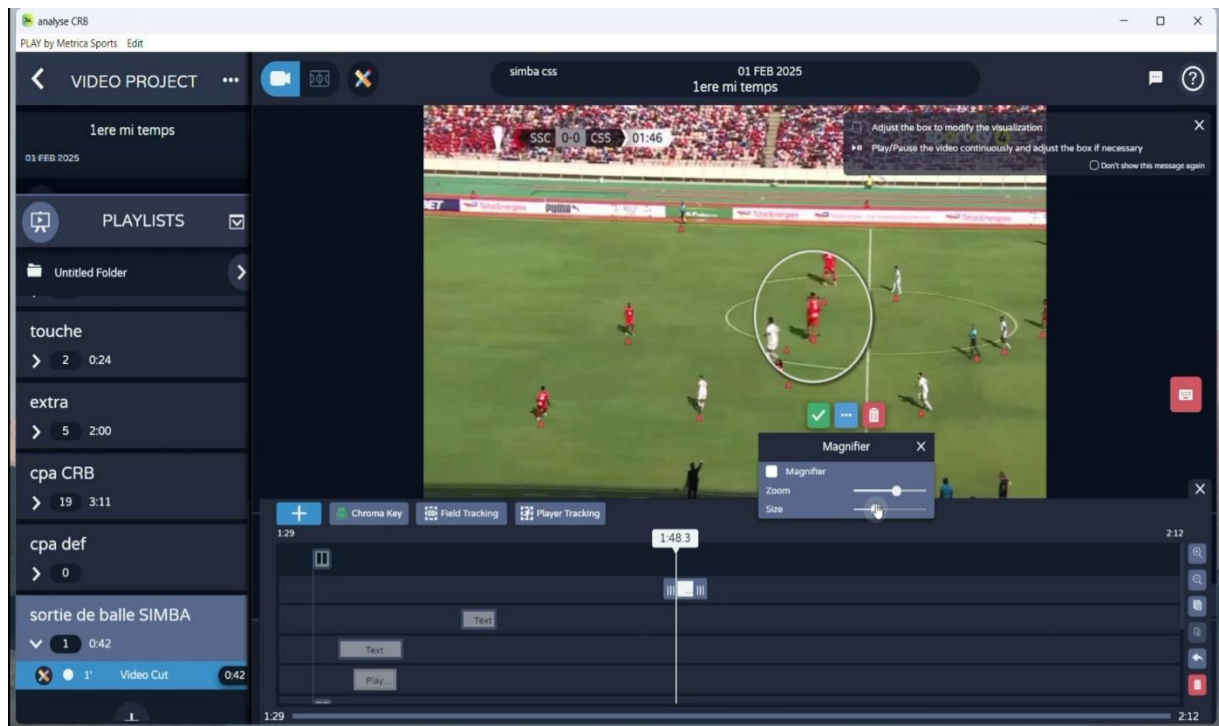 analyse CRB
PLAY by Metrica Sports Edit
VIDEO PROJECT
simba css
01 FEB 2025
1ere mi temps
1ere mi temps
01 FEB 2025
PLAYLISTS
Untitled Folder
touche
2 0:24
extra
5 2:00
cpa CRB
19 3:11
cpa def
0
sortie de balle SIMBA
1 0:42
1' Video Cut 0:42
SSC 0-0 CSS 01:46
Adjust the box to modify the visualization
Play/Pause the video continuously and adjust the box if necessary
Don't show this message again
TotalEnergies PUMA TotalEnergies TotalEnergies
Magnifier
Magnifier
Zoom
Size
Chroma Key Field Tracking Player Tracking
1:29 1:48.3 2:12
Text
Text
Play...
1:29 2:12